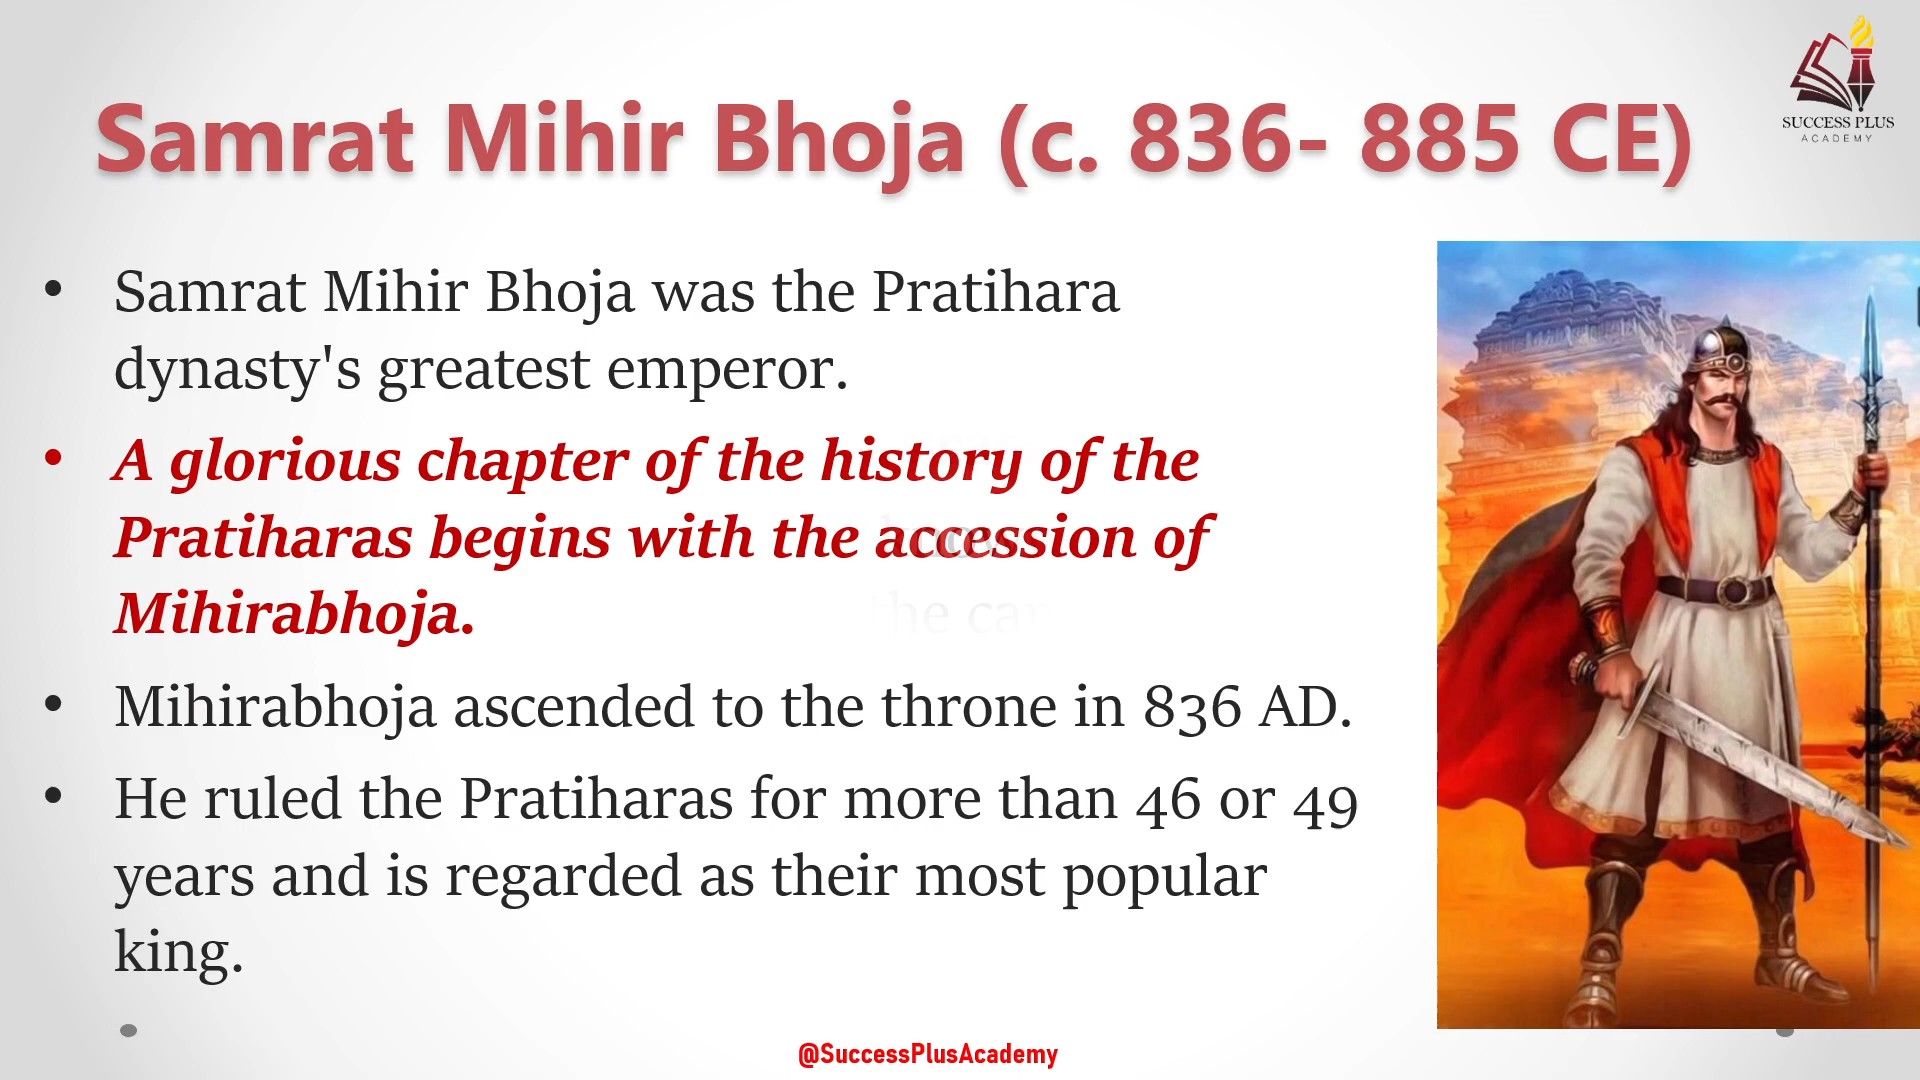 SUCCESS PLUS
ACADEMY
Samrat Mihir Bhoja (c. 836- 885 CE)
• Samrat Mihir Bhoja was the Pratihara
dynasty's greatest emperor.
• A glorious chapter of the history of the
Pratiharas begins with the accession of
Mihirabhoja.
• Mihirabhoja ascended to the throne in 836 AD.
• He ruled the Pratiharas for more than 46 or 49
years and is regarded as their most popular
king.
@SuccessPlusAcademy